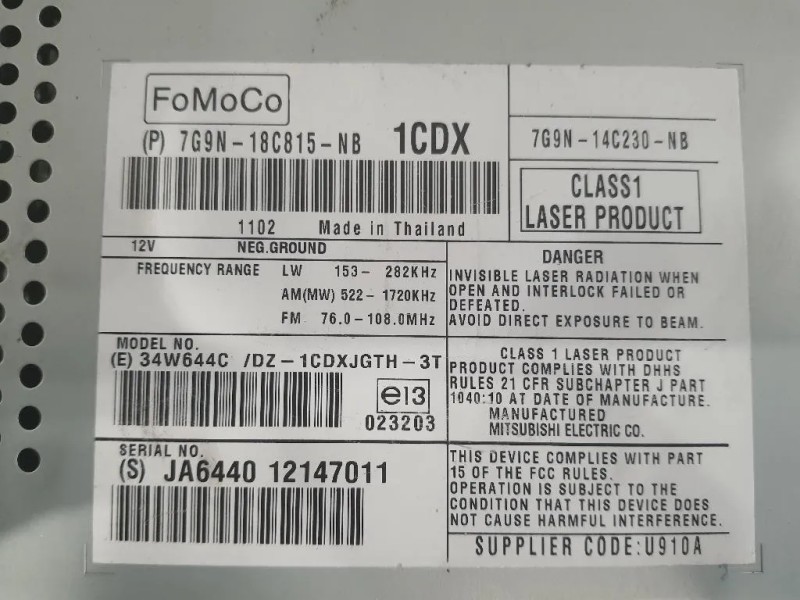 FoMoCo
(P) 7G9N-18C815-NB 1CDX
7G9N-14C230-NB
CLASS1
LASER PRODUCT
1102 Made in Thailand
12V NEG.GROUND
FREQUENCY RANGE LW 153- 282KHz
AM(MW) 522- 1720KHz
FM 76.0-108.0MHz
DANGER
INVISIBLE LASER RADIATION WHEN
OPEN AND INTERLOCK FAILED OR
DEFEATED.
AVOID DIRECT EXPOSURE TO BEAM.
MODEL NO.
(E) 34W644C /DZ-1CDXJGTH-3T
e13
023203
CLASS 1 LASER PRODUCT
PRODUCT COMPLIES WITH DHHS
RULES 21 CFR SUBCHAPTER J PART
1040:10 AT DATE OF MANUFACTURE.
MANUFACTURED
MITSUBISHI ELECTRIC CO.
SERIAL NO.
(S) JA6440 12147011
THIS DEVICE COMPLIES WITH PART
15 OF THE FCC RULES.
OPERATION IS SUBJECT TO THE
CONDITION THAT THIS DEVICE DOES
NOT CAUSE HARMFUL INTERFERENCE.
SUPPLIER CODE:U910A